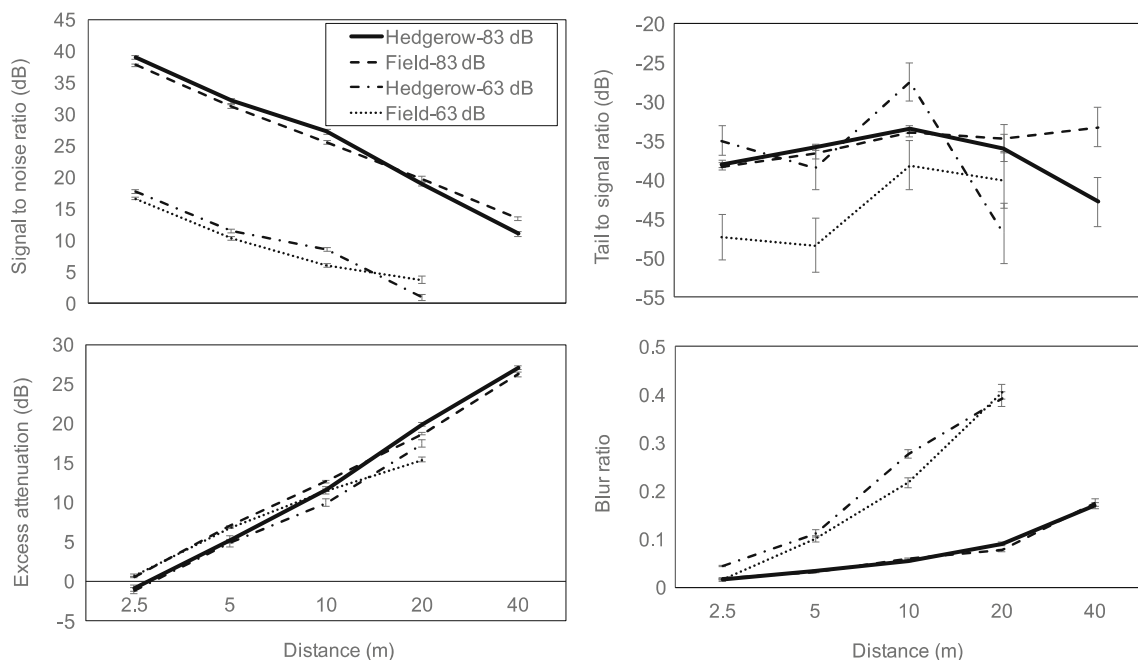 Signal to noise ratio (dB)
45
40
35
30
25
20
15
10
5
0
Hedgerow-83 dB
Field-83 dB
Hedgerow-63 dB
Field-63 dB
Tail to signal ratio (dB)
-20
-25
-30
-35
-40
-45
-50
-55
Excess attenuation (dB)
30
25
20
15
10
5
0
-5
2.5 5 10 20 40
Distance (m)
Blur ratio
0.5
0.4
0.3
0.2
0.1
0
2.5 5 10 20 40
Distance (m)